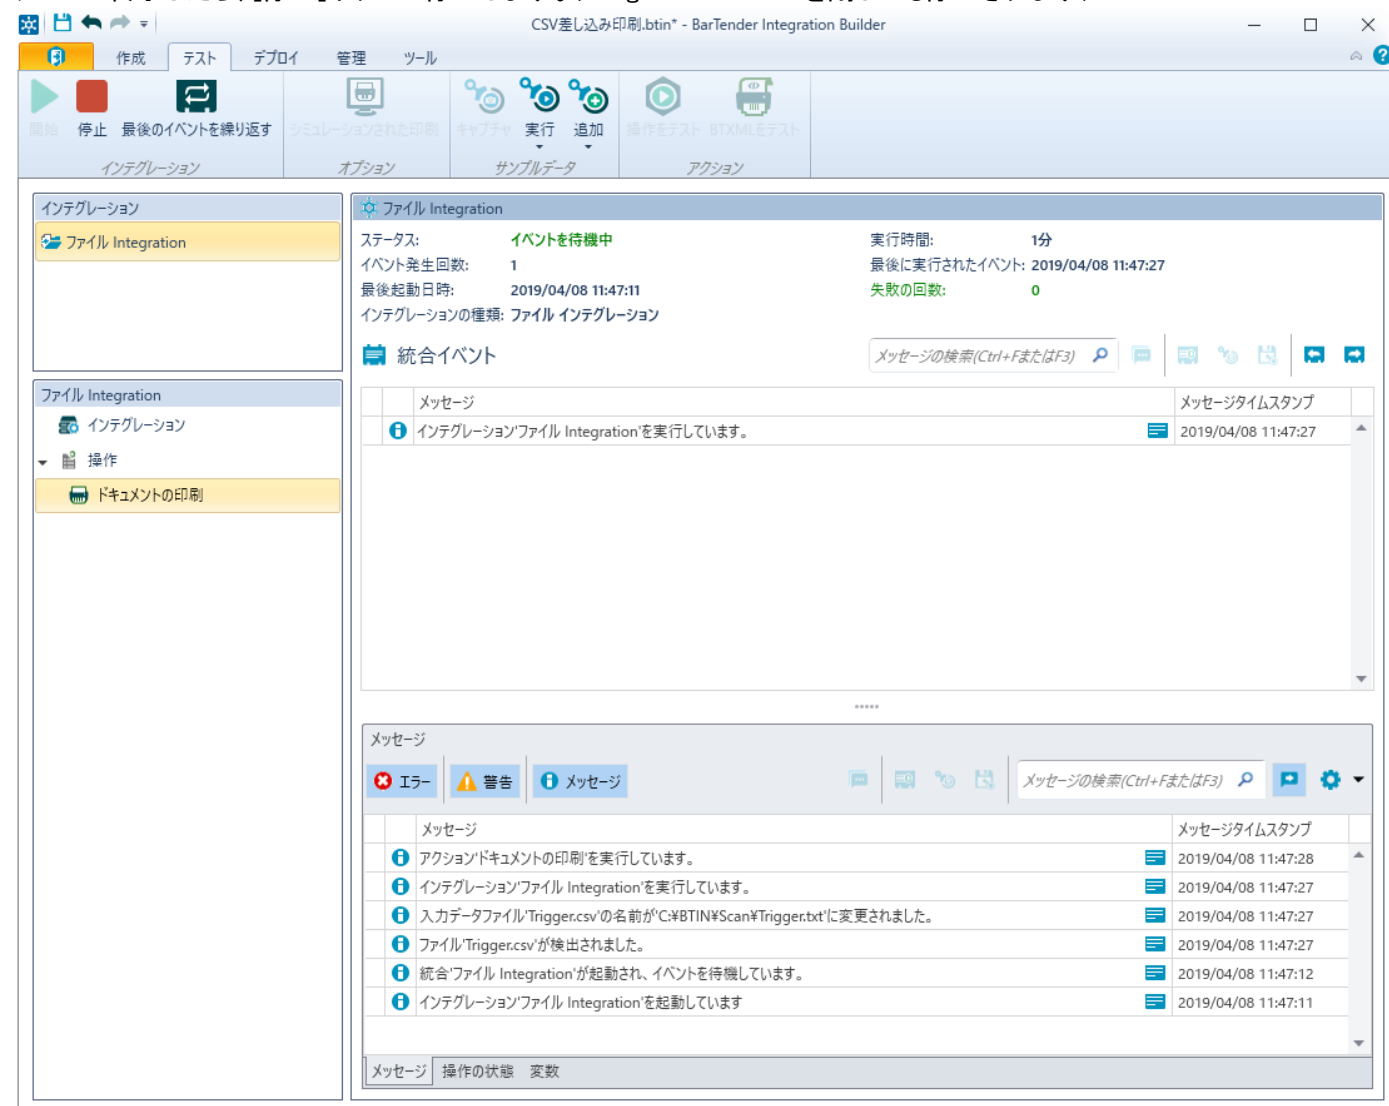 CSV差し込み印刷.btin* - BarTender Integration Builder
作成 テスト デプロイ 管理 ツール
開始 停止 最後のイベントを繰り返す シミュレーションされた印刷 キャプチャ 実行 追加 操作をテスト BTXMLをテスト
インテグレーション オプション サンプルデータ アクション
インテグレーション
ファイル Integration
ファイル Integration
インテグレーション
操作
ドキュメントの印刷
ファイル Integration
ステータス: イベントを待機中 実行時間: 1分
イベント発生回数: 1 最後に実行されたイベント: 2019/04/08 11:47:27
最後起動日時: 2019/04/08 11:47:11 失敗の回数: 0
インテグレーションの種類: ファイル インテグレーション
統合イベント メッセージの検索(Ctrl+FまたはF3)
メッセージ メッセージタイムスタンプ
インテグレーション'ファイル Integration'を実行しています。 2019/04/08 11:47:27
メッセージ
エラー 警告 メッセージ メッセージの検索(Ctrl+FまたはF3)
メッセージ メッセージタイムスタンプ
アクション'ドキュメントの印刷'を実行しています。 2019/04/08 11:47:28
インテグレーション'ファイル Integration'を実行しています。 2019/04/08 11:47:27
入力データファイル'Trigger.csv'の名前が'C:¥BTIN¥Scan¥Trigger.txt'に変更されました。 2019/04/08 11:47:27
ファイル'Trigger.csv'が検出されました。 2019/04/08 11:47:27
統合'ファイル Integration'が起動され、イベントを待機しています。 2019/04/08 11:47:12
インテグレーション'ファイル Integration'を起動しています 2019/04/08 11:47:11
メッセージ 操作の状態 変数